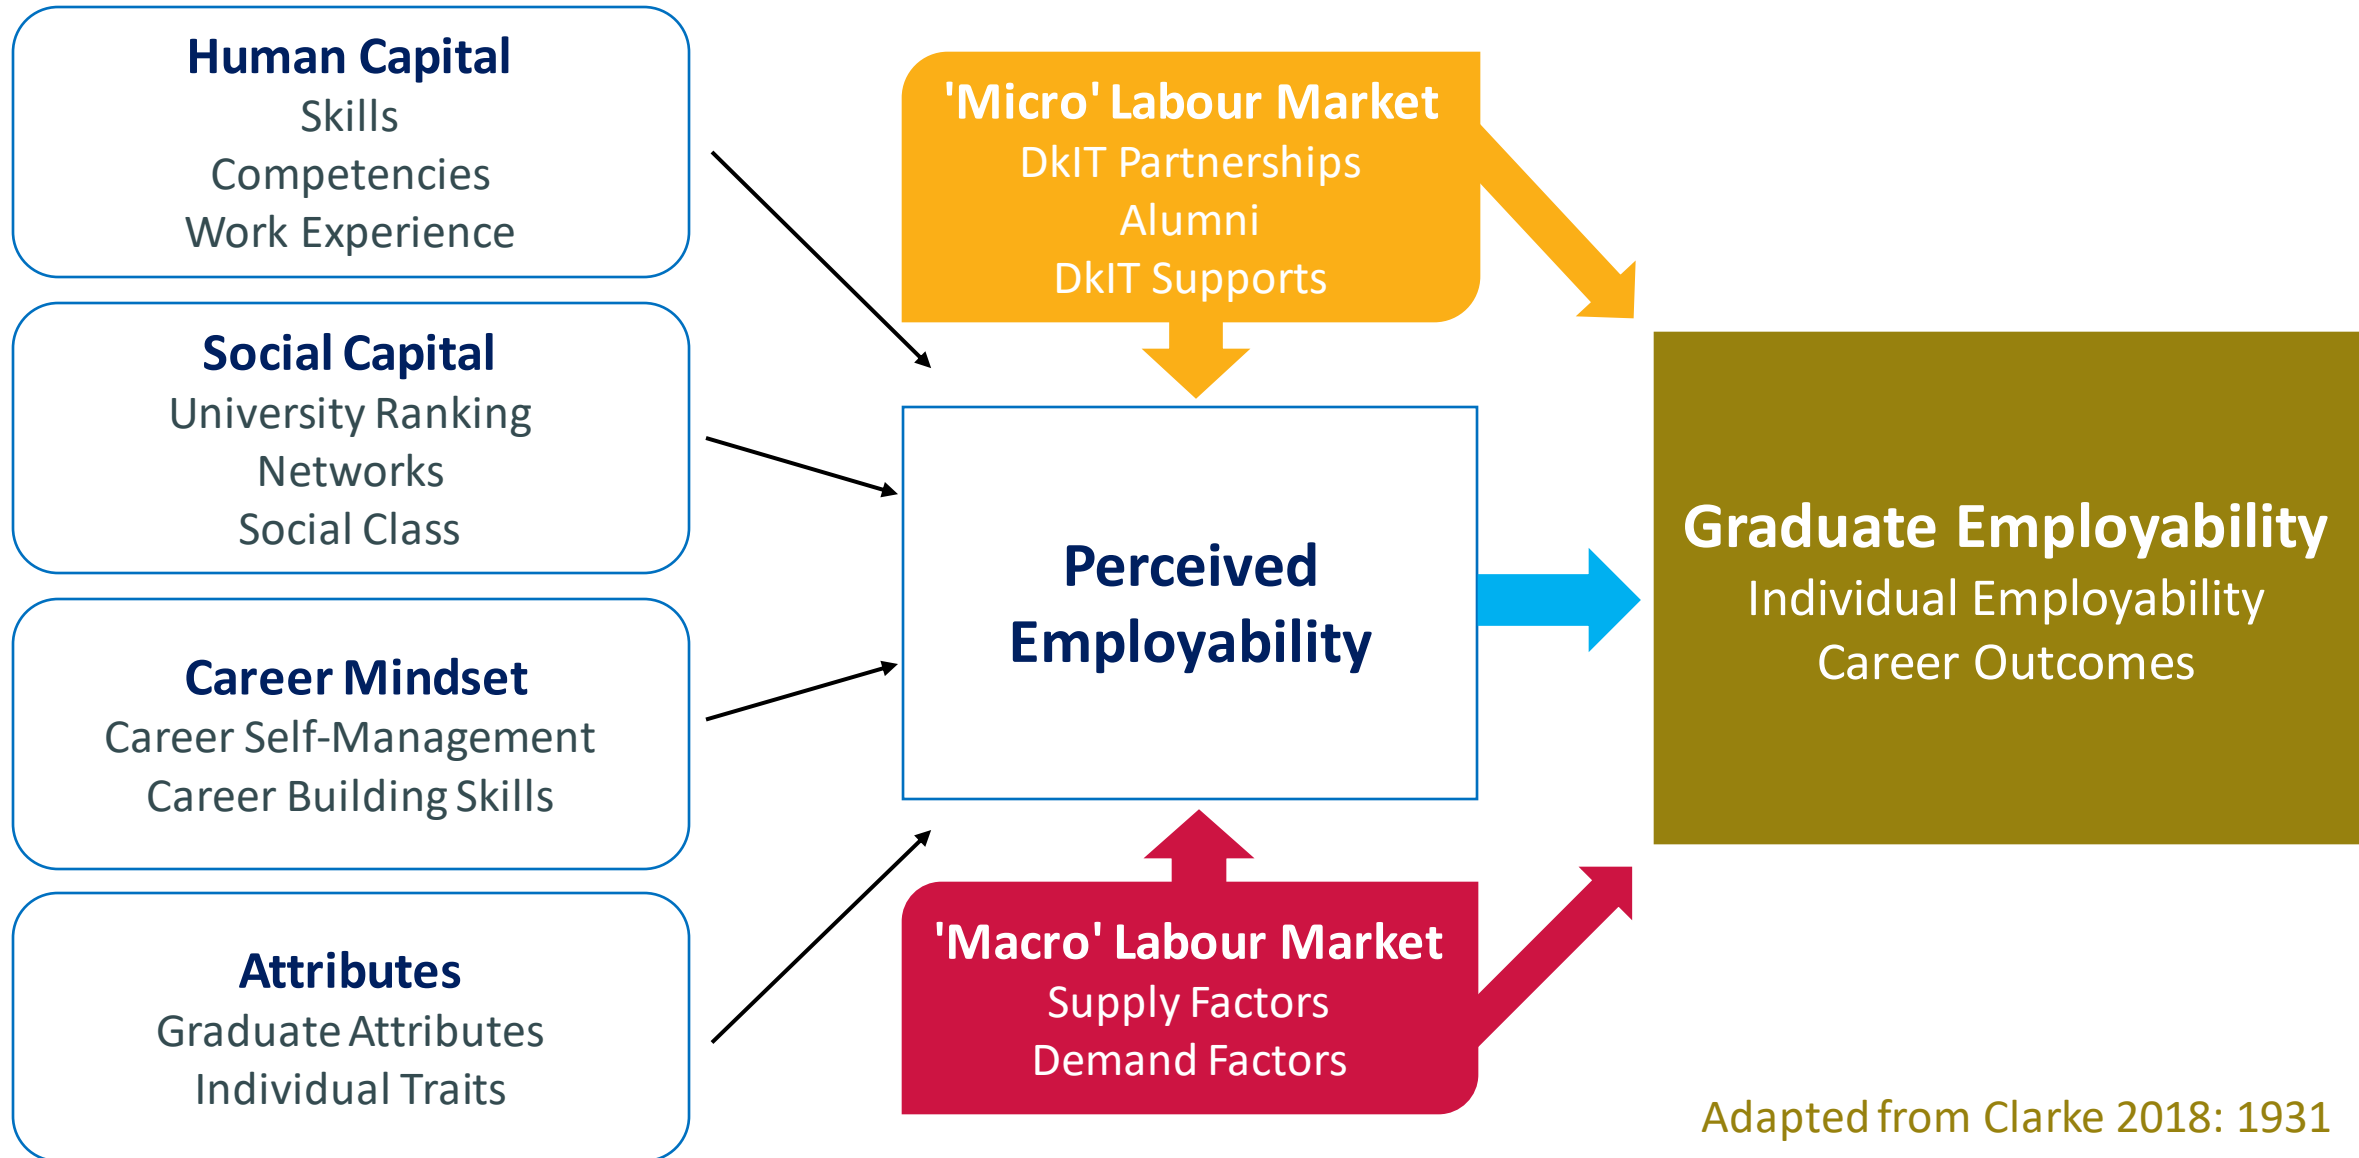 Human Capital
Skills
Competencies
Work Experience
Social Capital
University Ranking
Networks
Social Class
Career Mindset
Career Self-Management
Career Building Skills
Attributes
Graduate Attributes
Individual Traits
'Micro' Labour Market
DkIT Partnerships
Alumni
DkIT Supports
Perceived
Employability
'Macro' Labour Market
Supply Factors
Demand Factors
Graduate Employability
Individual Employability
Career Outcomes
Adapted from Clarke 2018: 1931